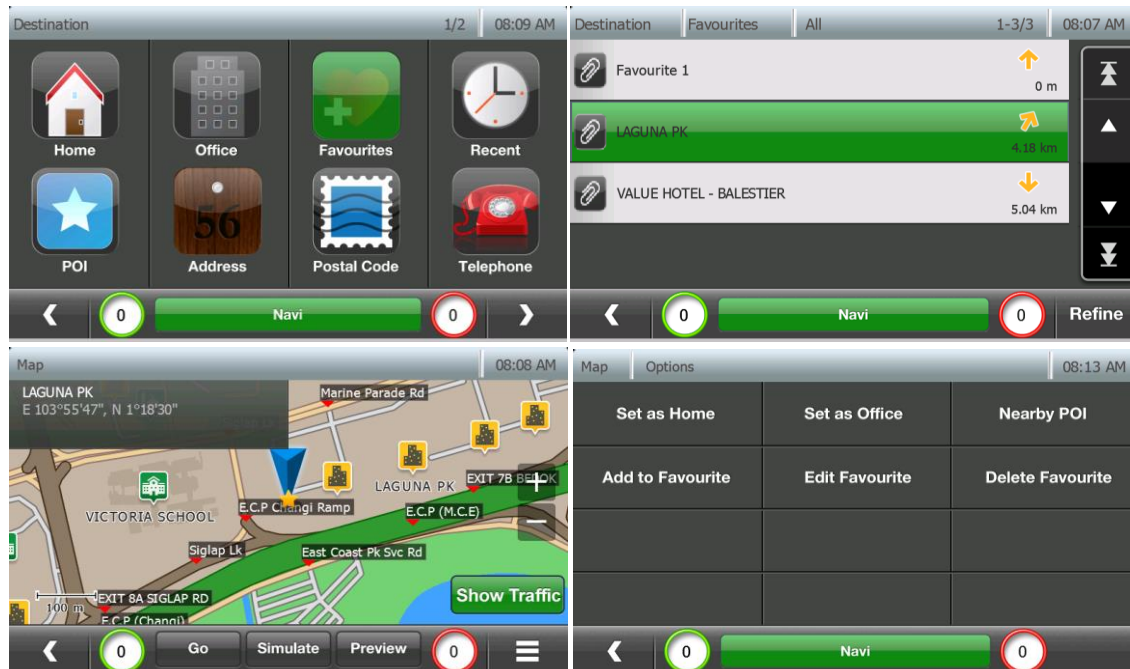 Destination 1/2 08:09 AM
Home Office Favourites Recent
56
POI Address Postal Code Telephone
0 Navi 0
Destination Favourites All 1-3/3 08:07 AM
Favourite 1
0 m
LAGUNA PK
4.18 km
VALUE HOTEL - BALESTIER
5.04 km
0 Navi 0 Refine
Map 08:08 AM
LAGUNA PK
E 103°55'47", N 1°18'30"
Marine Parade Rd
LAGUNA PK
EXIT 7B BEDOK
VICTORIA SCHOOL
E.C.P Changi Ramp
E.C.P (M.C.E)
Siglap Lk
East Coast Pk Svc Rd
Show Traffic
100 m
EXIT 8A SIGLAP RD
E.C.P (Changi)
0 Go Simulate Preview 0
Map Options 08:13 AM
Set as Home Set as Office Nearby POI
Add to Favourite Edit Favourite Delete Favourite
0 Navi 0